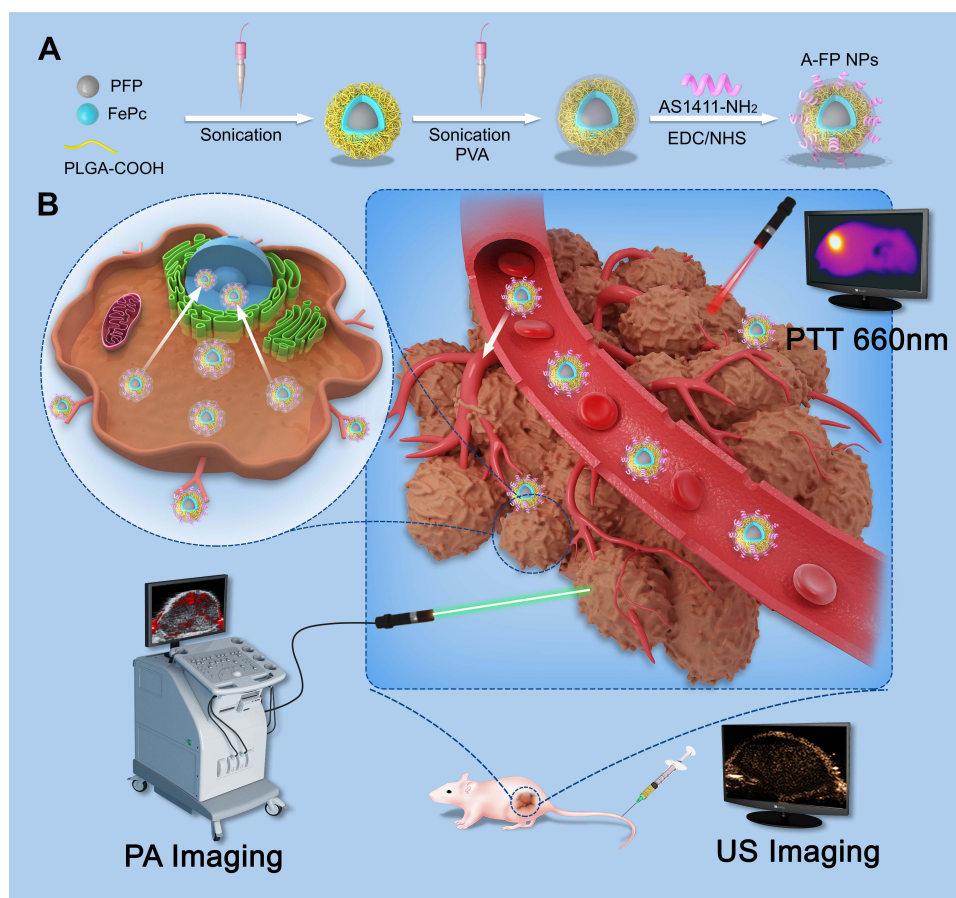 A
PFP
FePc
PLGA-COOH
Sonication
Sonication
PVA
AS1411-NH₂
EDC/NHS
A-FP NPs
B
PTT 660nm
PA Imaging
US Imaging